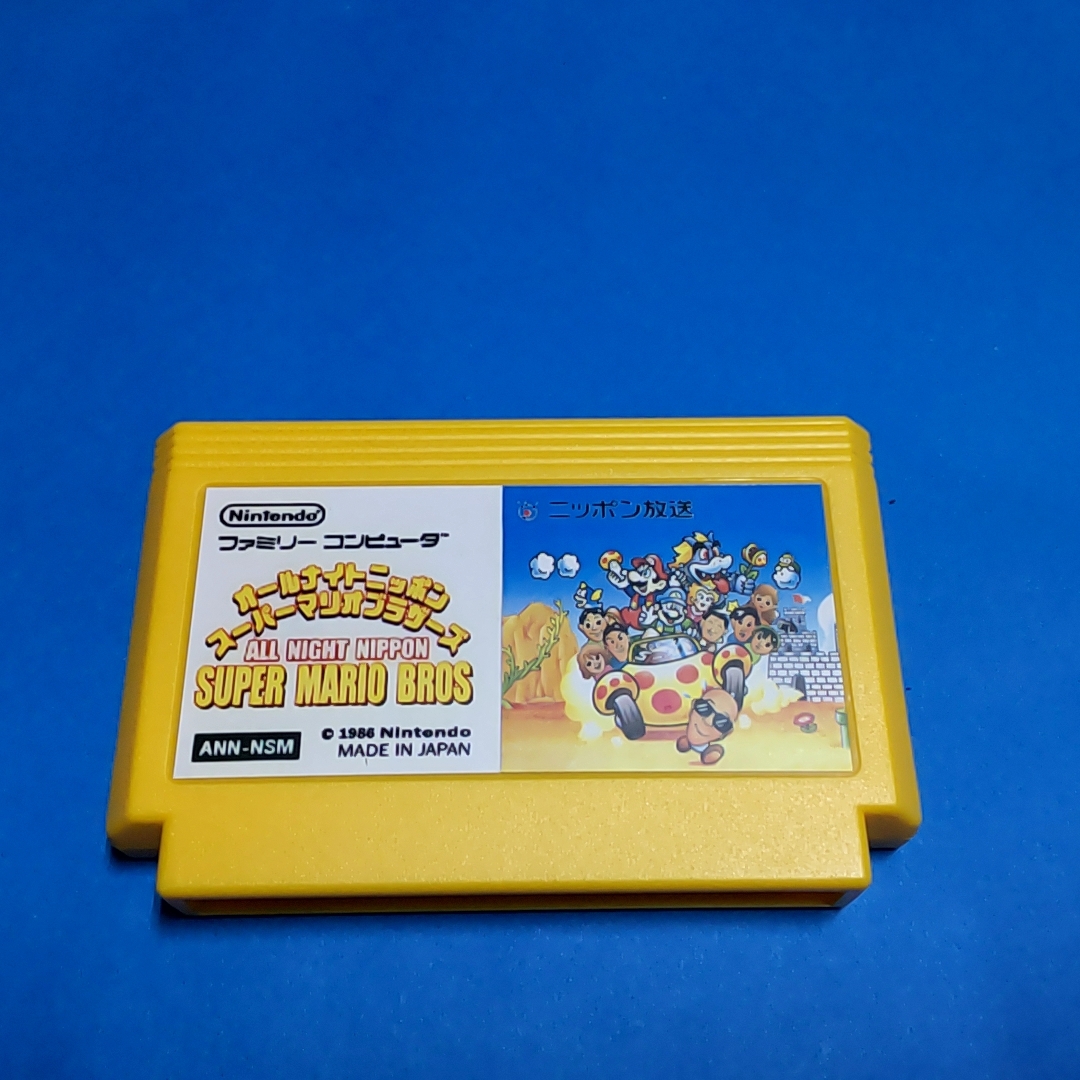 Nintendo
ファミリー コンピュータ
オールナイトニッポン
スーパーマリオブラザーズ
ALL NIGHT NIPPON
SUPER MARIO BROS
ANN-NSM
© 1986 Nintendo
MADE IN JAPAN
ニッポン放送